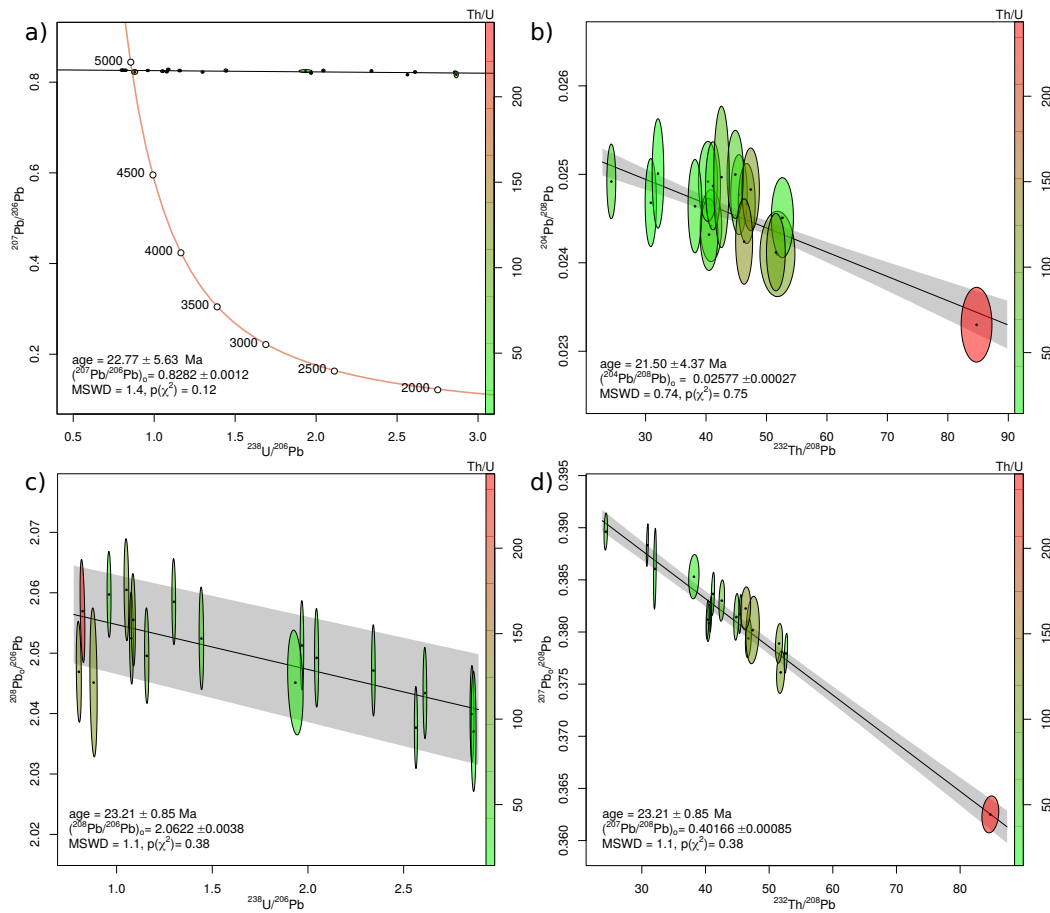 a)
Th/U
5000
4500
4000
3500
3000
2500
2000
0.8
0.6
0.4
0.2
²⁰⁷Pb/²⁰⁶Pb
age = 22.77 ± 5.63 Ma
(²⁰⁷Pb/²⁰⁶Pb)ₒ= 0.8282 ±0.0012
MSWD = 1.4, p(χ²) = 0.12
0.5 1.0 1.5 2.0 2.5 3.0
²³⁸U/²⁰⁶Pb
200
150
100
50
b)
Th/U
0.026
0.025
0.024
0.023
²⁰⁴Pb/²⁰⁸Pb
age = 21.50 ± 4.37 Ma
(²⁰⁴Pb/²⁰⁸Pb)ₒ = 0.02577 ±0.00027
MSWD = 0.74, p(χ²) = 0.75
30 40 50 60 70 80 90
²³²Th/²⁰⁸Pb
200
150
100
50
c)
Th/U
2.07
2.06
2.05
2.04
2.03
2.02
²⁰⁸Pbₒ/²⁰⁶Pb
age = 23.21 ± 0.85 Ma
(²⁰⁸Pb/²⁰⁶Pb)ₒ= 2.0622 ±0.0038
MSWD = 1.1, p(χ²)= 0.38
1.0 1.5 2.0 2.5
²³⁸U/²⁰⁶Pb
200
150
100
50
d)
Th/U
0.395
0.390
0.385
0.380
0.375
0.370
0.365
0.360
²⁰⁷Pbₒ/²⁰⁸Pb
age = 23.21 ± 0.85 Ma
(²⁰⁷Pb/²⁰⁸Pb)ₒ= 0.40166 ±0.00085
MSWD = 1.1, p(χ²)= 0.38
30 40 50 60 70 80
²³²Th/²⁰⁸Pb
200
150
100
50